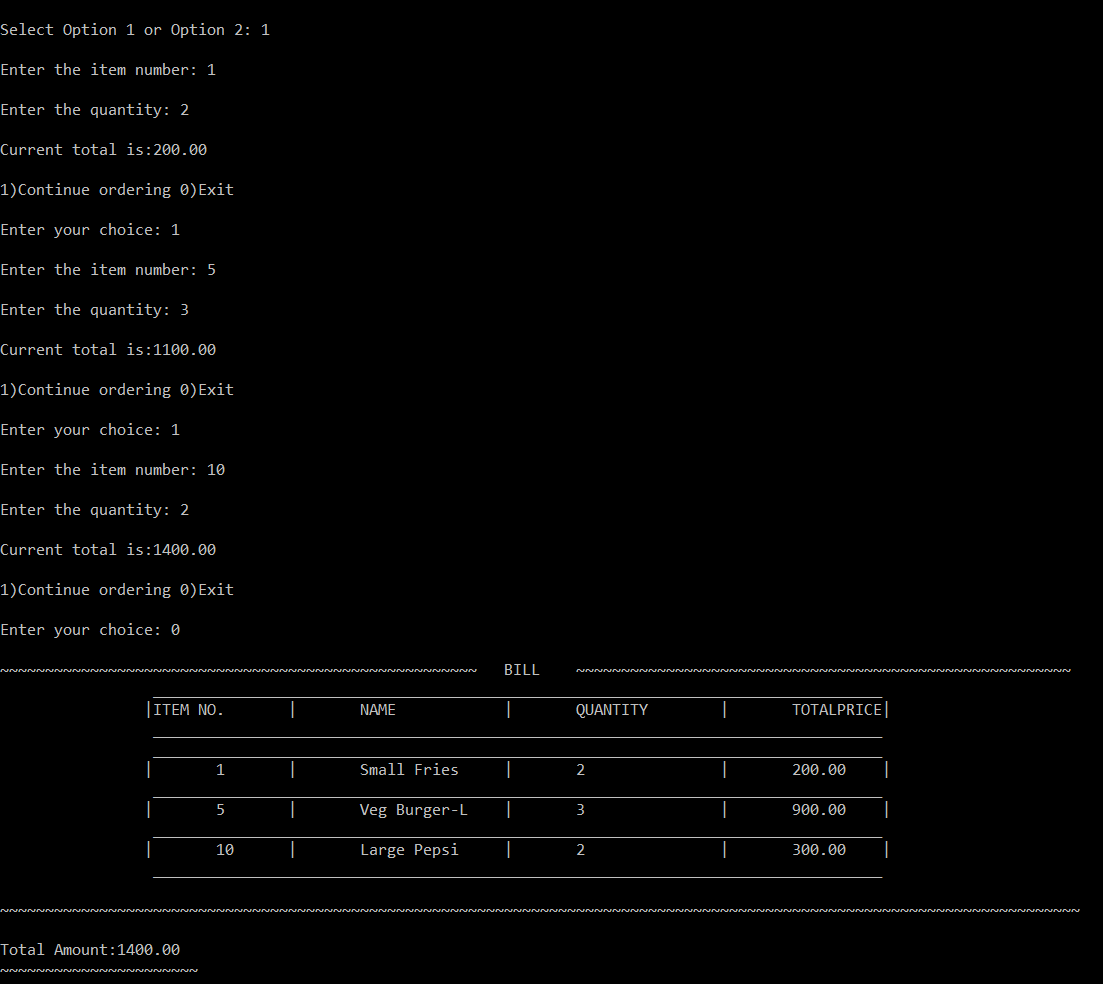 Select Option 1 or Option 2: 1
Enter the item number: 1
Enter the quantity: 2
Current total is:200.00
1)Continue ordering 0)Exit
Enter your choice: 1
Enter the item number: 5
Enter the quantity: 3
Current total is:1100.00
1)Continue ordering 0)Exit
Enter your choice: 1
Enter the item number: 10
Enter the quantity: 2
Current total is:1400.00
1)Continue ordering 0)Exit
Enter your choice: 0
~~~~~~~~~~~~~~~~~~~~~~~~~~~~~~~~~~~~~~~~~~~~~~~~~~~~~   BILL    ~~~~~~~~~~~~~~~~~~~~~~~~~~~~~~~~~~~~~~~~~~~~~~~~~~~~~~~
|ITEM NO. | NAME | QUANTITY | TOTALPRICE|
| 1 | Small Fries | 2 | 200.00 |
| 5 | Veg Burger-L | 3 | 900.00 |
| 10 | Large Pepsi | 2 | 300.00 |
~~~~~~~~~~~~~~~~~~~~~~~~~~~~~~~~~~~~~~~~~~~~~~~~~~~~~~~~~~~~~~~~~~~~~~~~~~~~~~~~~~~~~~~~~~~~~~~~~~~~~~~~~~~~~~~~~~~~~~~~
Total Amount:1400.00
~~~~~~~~~~~~~~~~~~~~~~